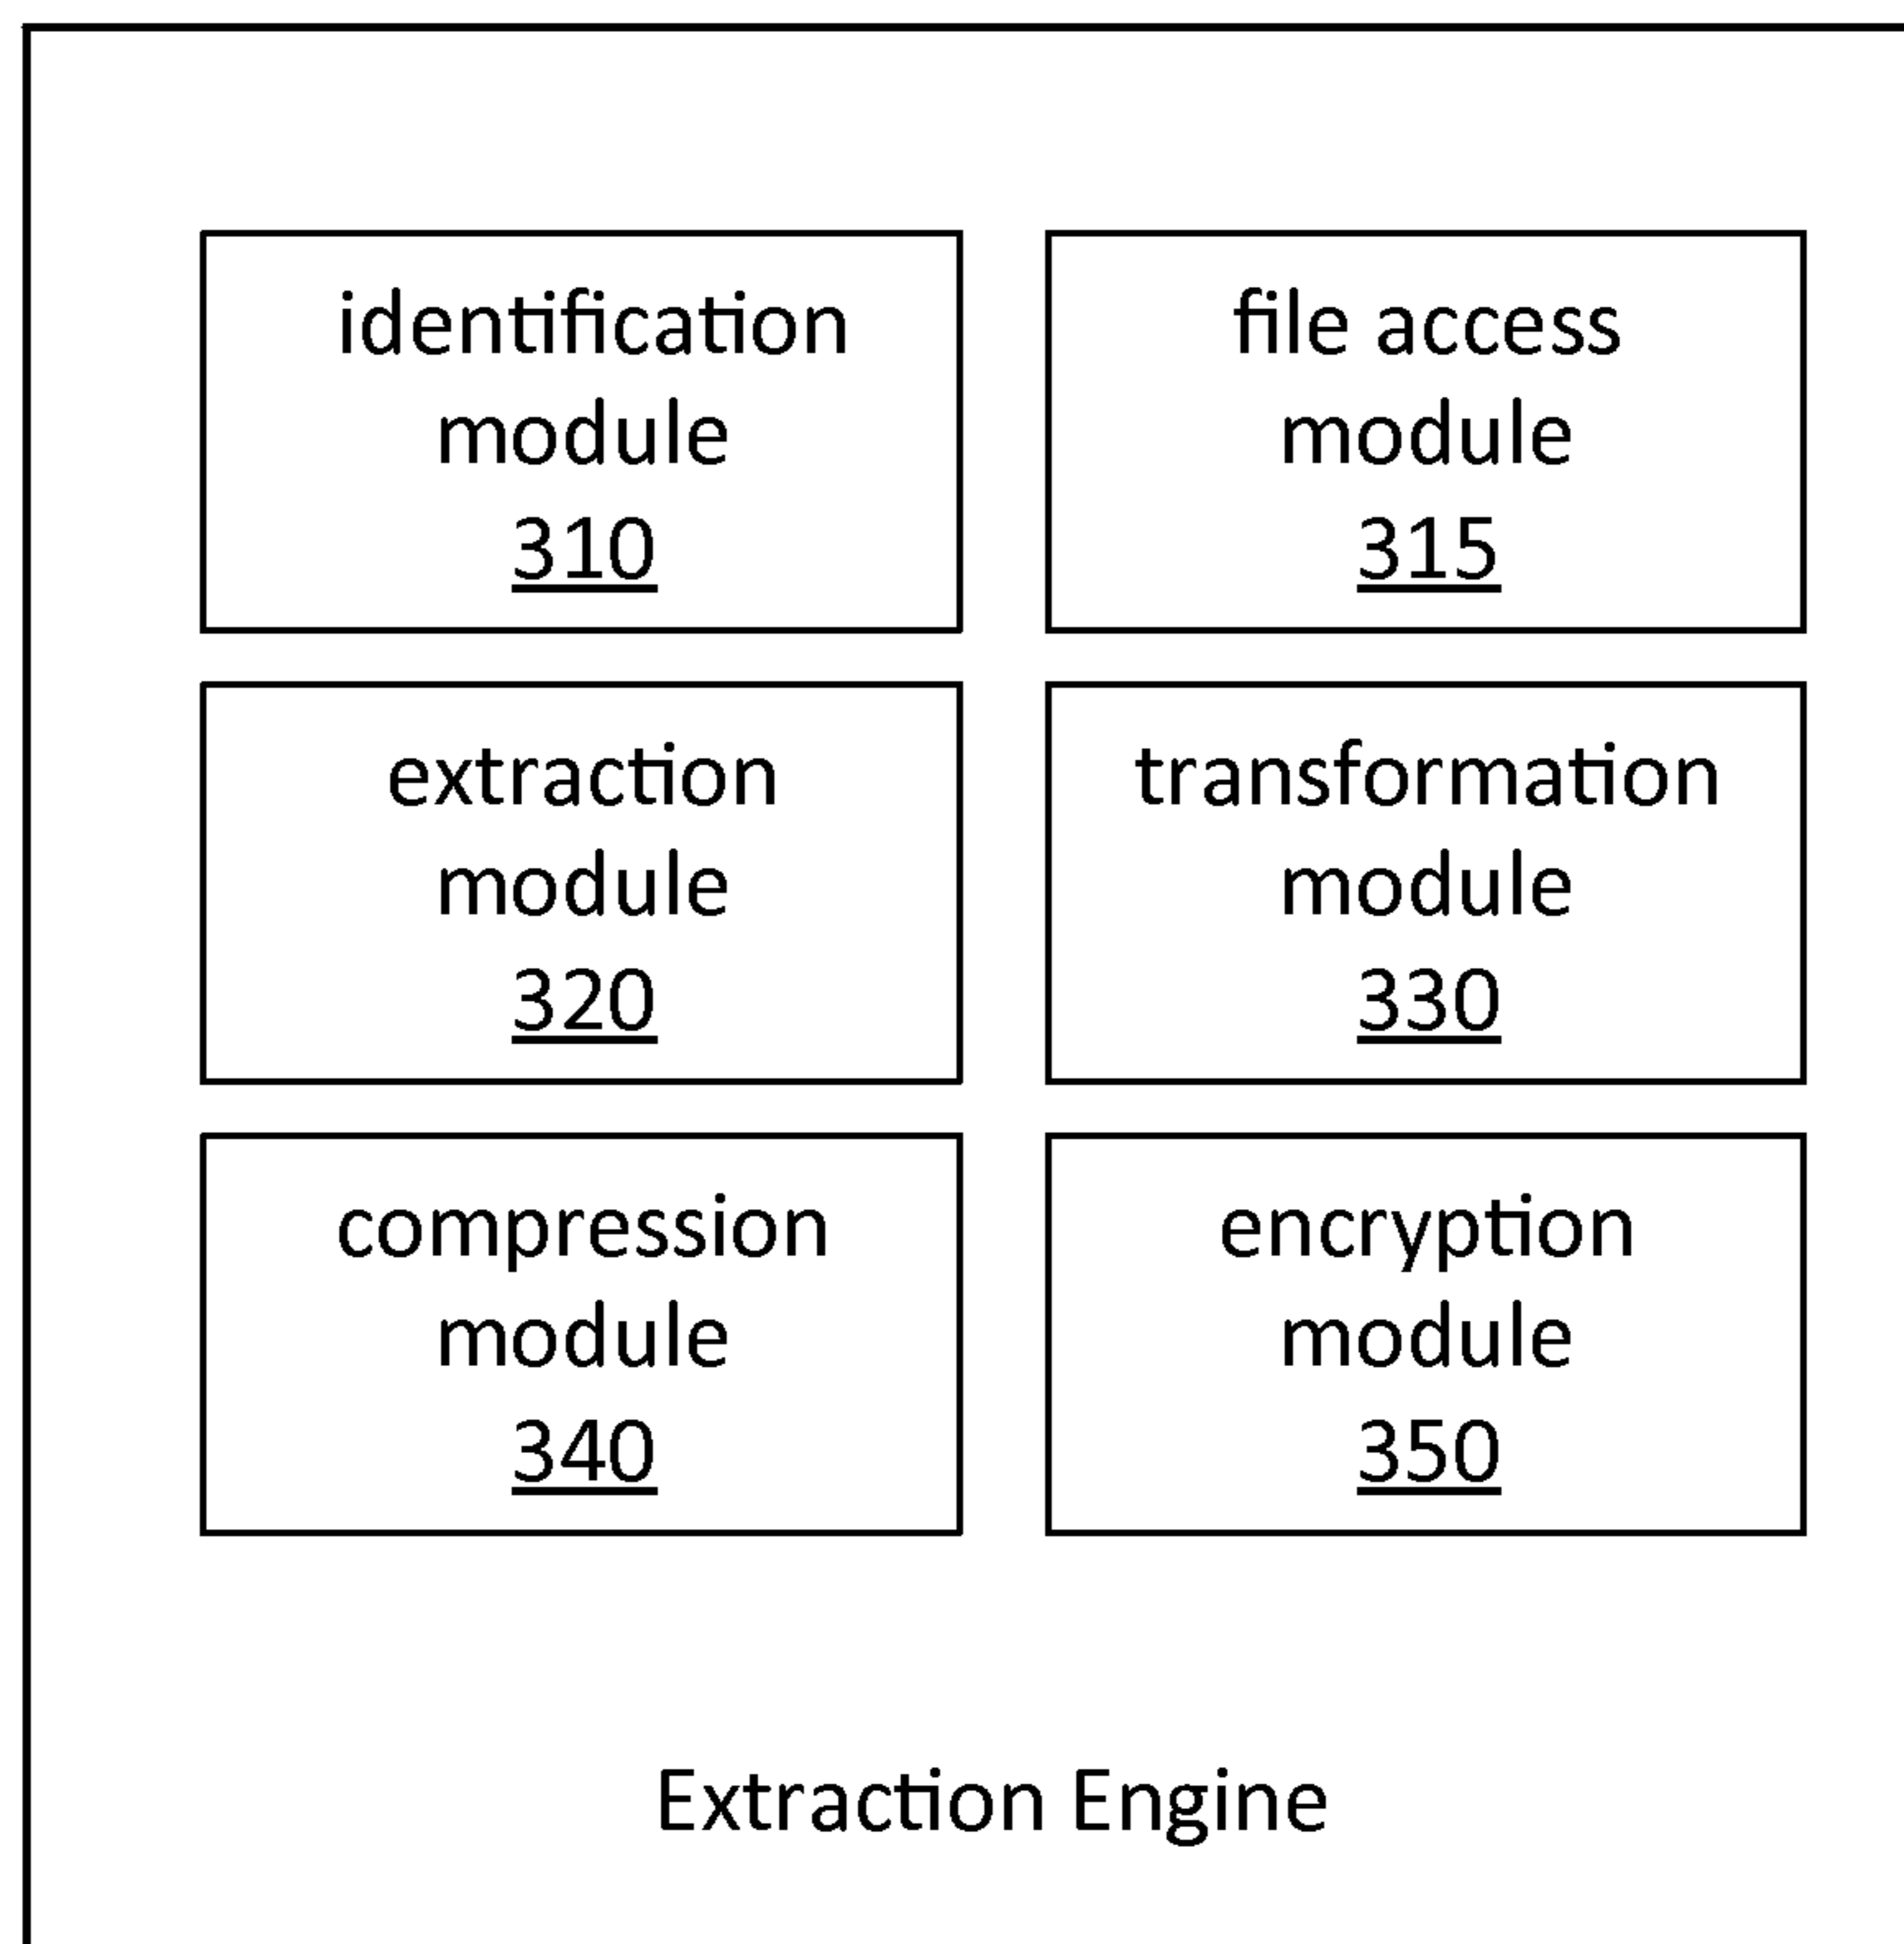 identification
module
310
file access
module
315
extraction
module
320
transformation
module
330
compression
module
340
encryption
module
350
Extraction Engine